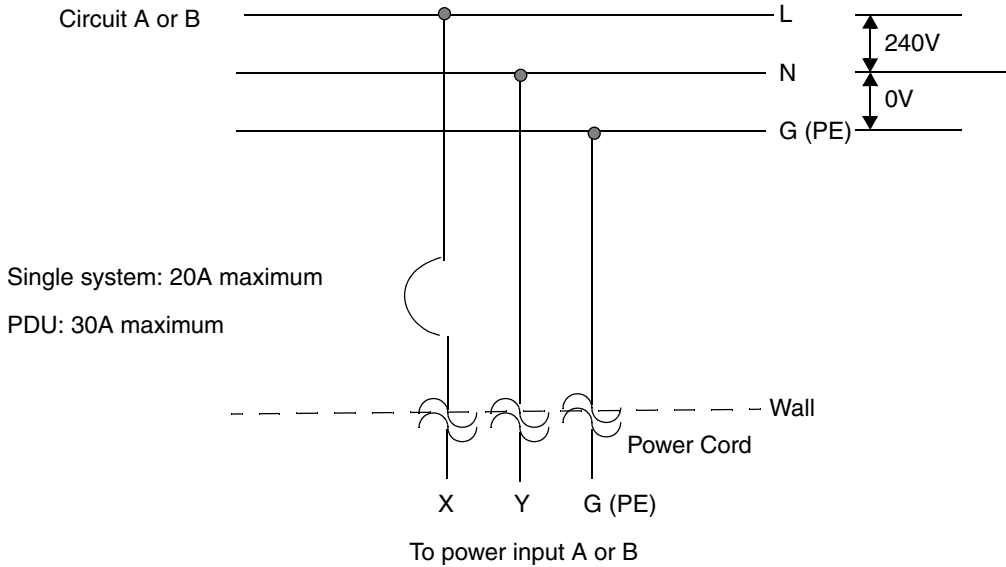 Circuit A or B
L
240V
N
0V
G (PE)
Single system: 20A maximum
PDU: 30A maximum
Wall
Power Cord
X Y G (PE)
To power input A or B